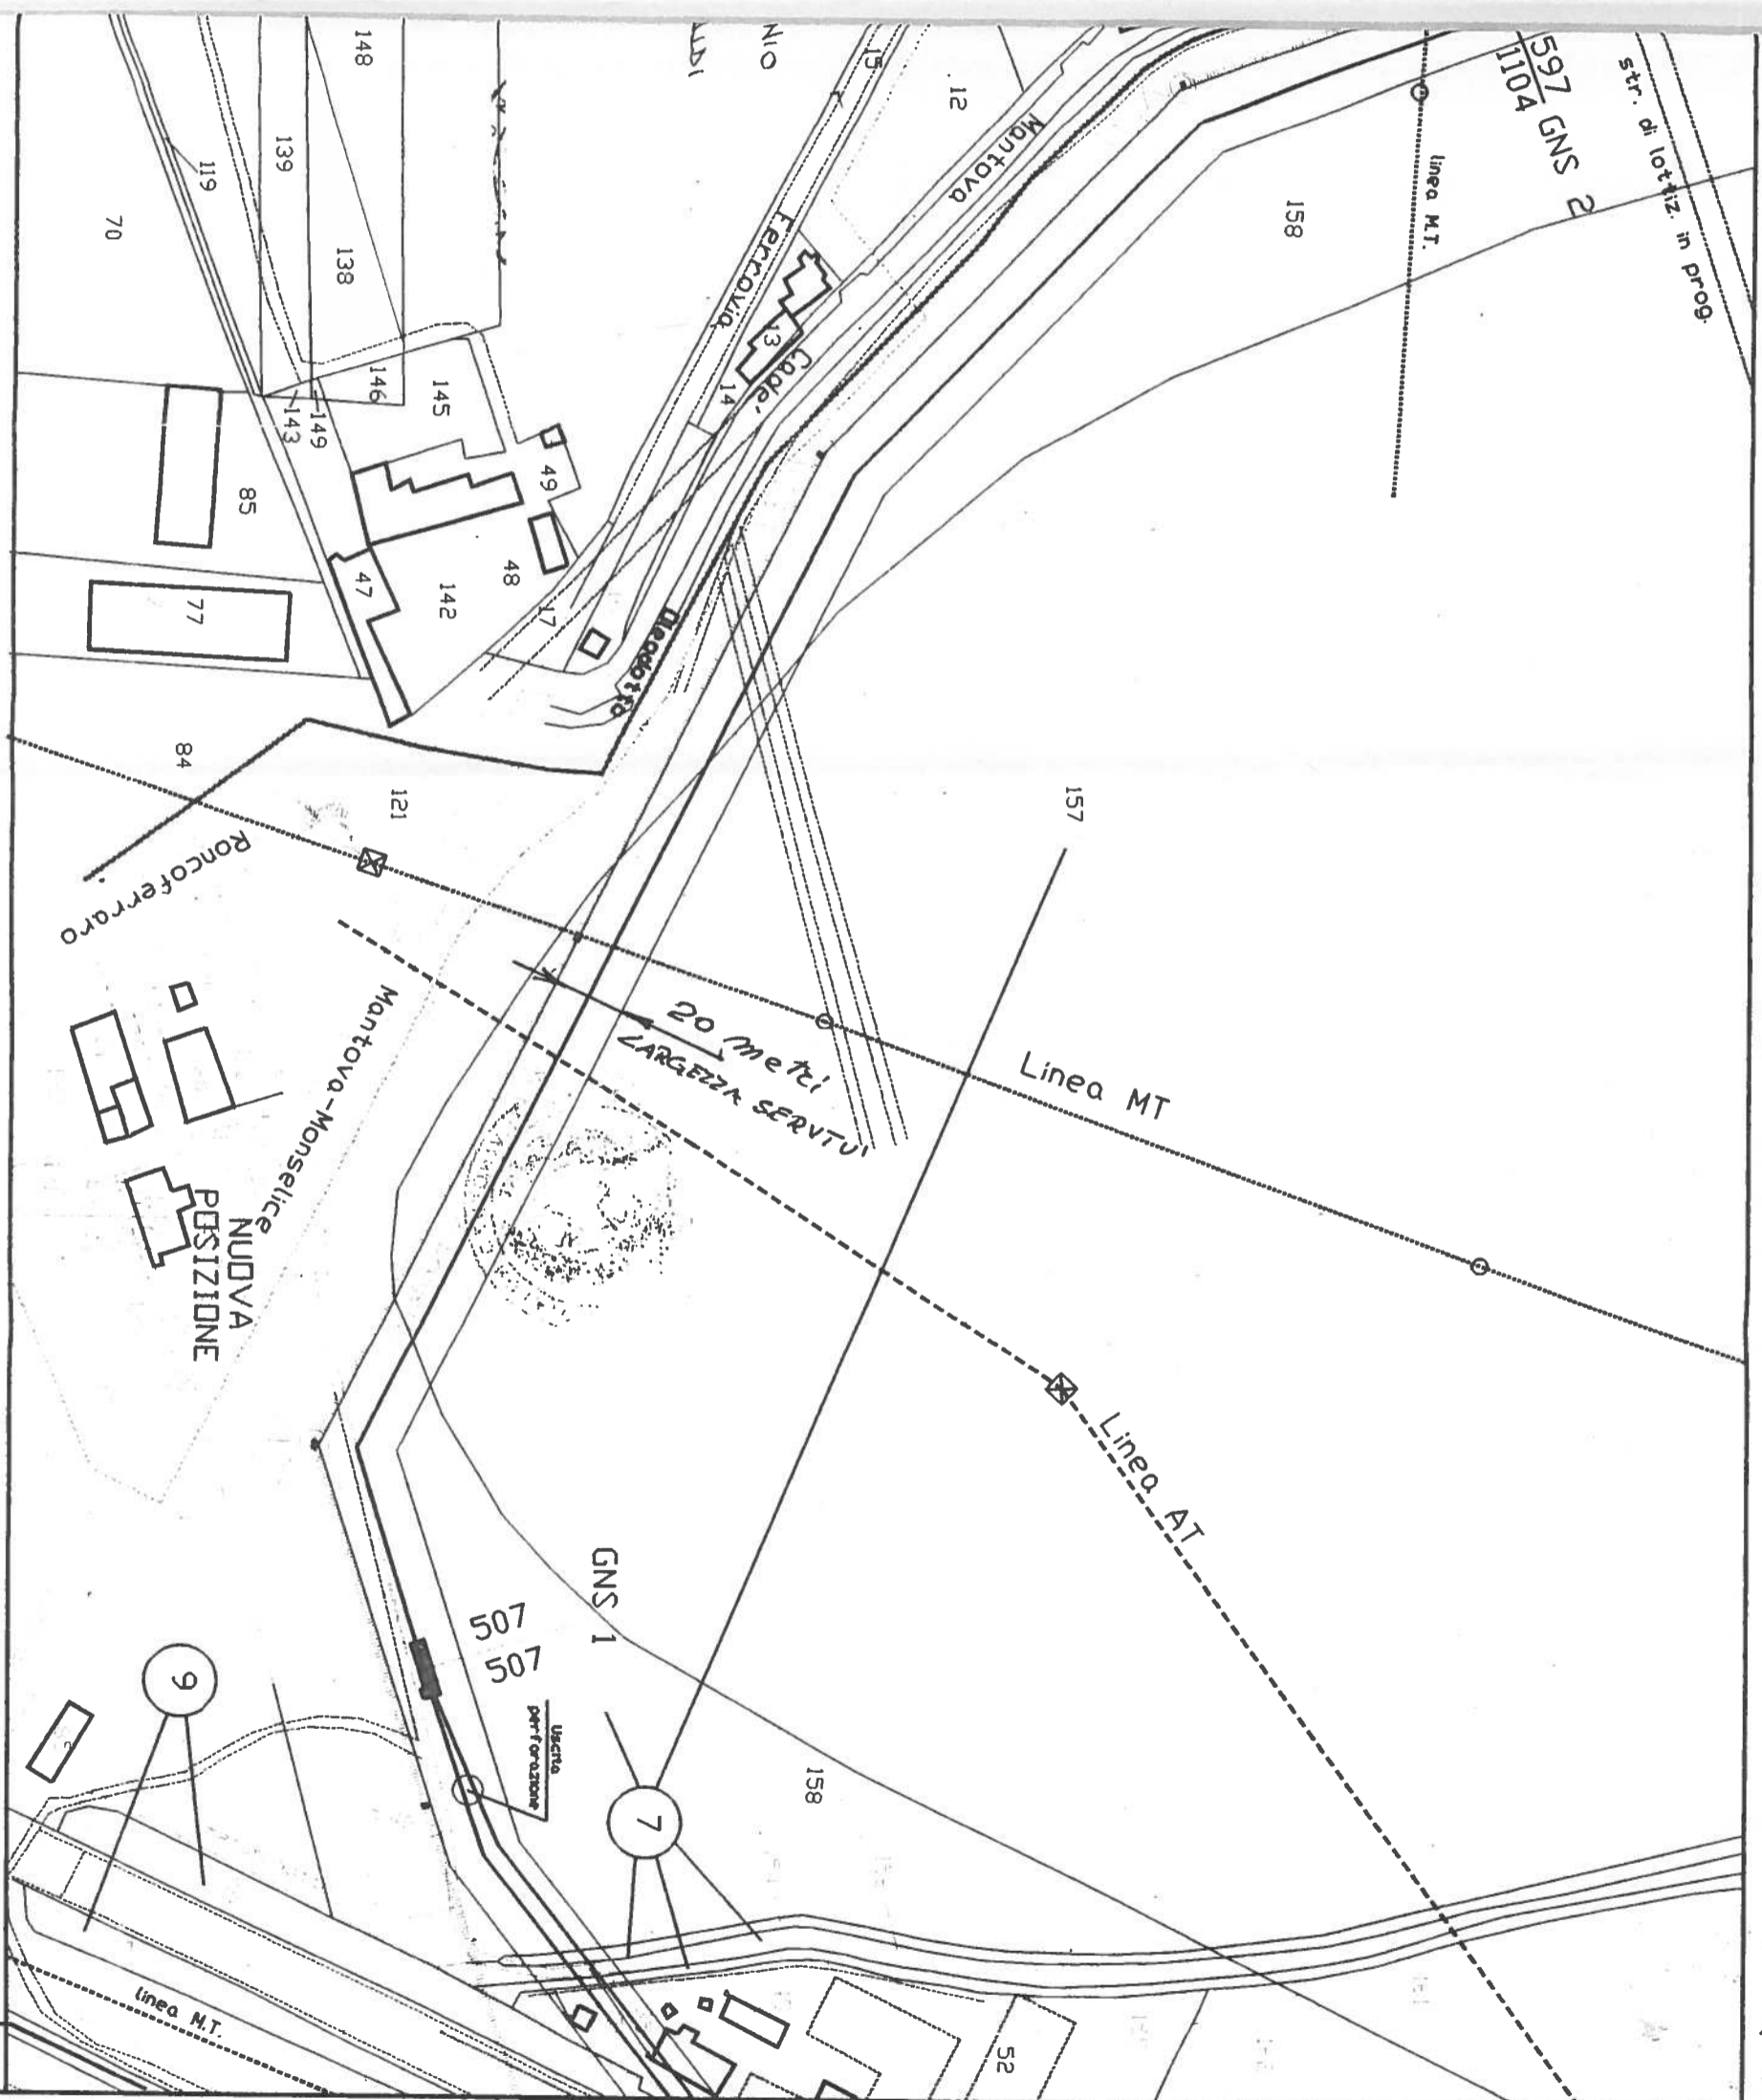 str. di lottiz. in prog.
597
1104
GNS 2
linea M.T.
158
12
15
NIO
148
139
119
138
70
Mantova
Ferrovia
13
Cade'
14
146
145
149
143
49
85
48
47
142
77
17
Oleodotto
84
121
157
Roncoferraro
Mantova-Monselice
20 metri
LARGEZZA SERVTU'
Linea MT
NUOVA
POSIZIONE
Linea AT
GNS 1
507
507
Uscita
perforazione
9
7
158
linea M.T.
52